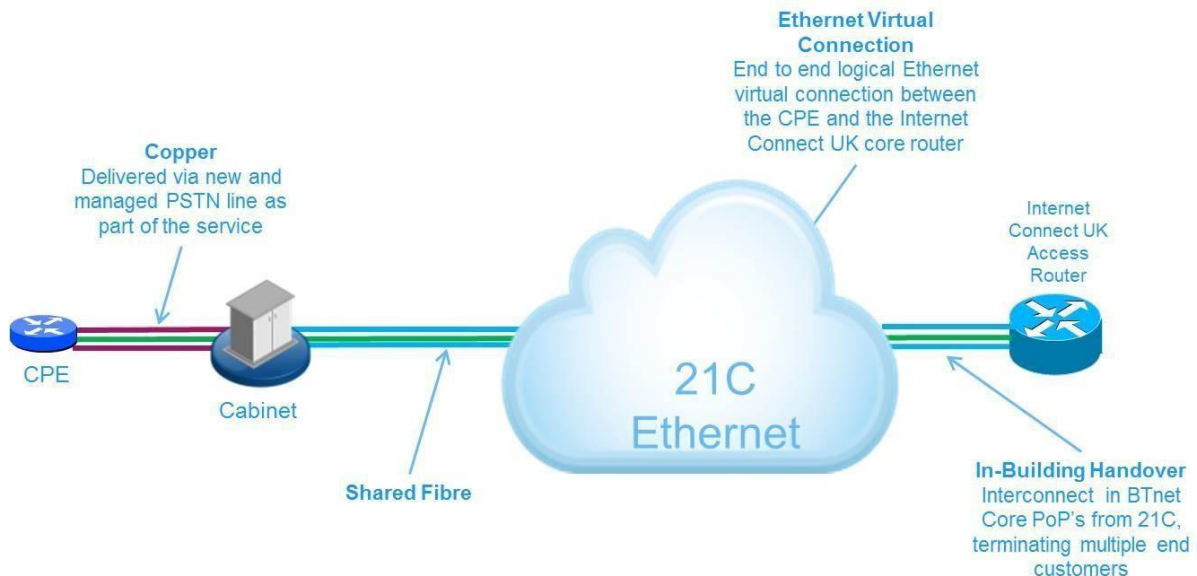 Ethernet Virtual
Connection
End to end logical Ethernet
virtual connection between
the CPE and the Internet
Connect UK core router
Copper
Delivered via new and
managed PSTN line as
part of the service
Internet
Connect UK
Access
Router
CPE
Cabinet
21C
Ethernet
Shared Fibre
In-Building Handover
Interconnect in BTnet
Core PoP's from 21C,
terminating multiple end
customers